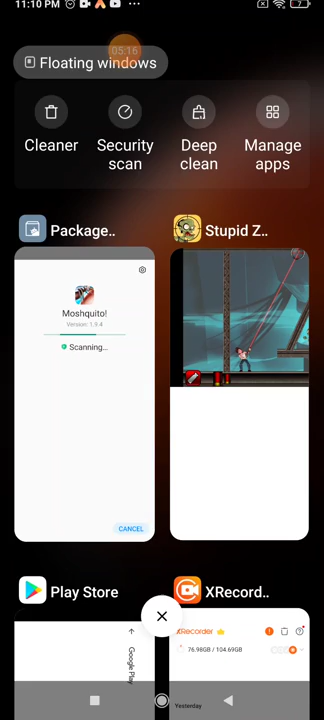 11:10 PM
05:16
Floating windows
Cleaner
Security scan
Deep clean
Manage apps
Package..
Stupid Z..
Moshquito!
Version: 1.9.4
Scanning...
CANCEL
Play Store
XRecord..
Google Play
XRecorder
76.98GB / 104.69GB
Yesterday